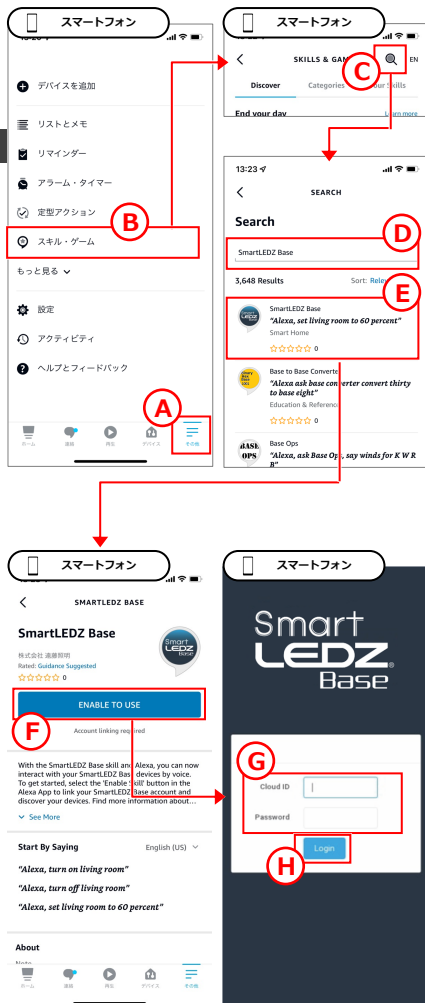 スマートフォン
デバイスを追加
リストとメモ
リマインダー
アラーム・タイマー
定型アクション
B
スキル・ゲーム
もっと見る
設定
アクティビティ
ヘルプとフィードバック
A
ホーム
連絡
再生
デバイス
その他
スマートフォン
SKILLS & GAM
C
EN
Discover
Categories
our Skills
End your day
Learn more
13:23
SEARCH
Search
D
SmartLEDZ Base
3,648 Results
Sort: Rele
E
SmartLEDZ Base
"Alexa, set living room to 60 percent"
Smart Home
0
Base to Base Converte
"Alexa ask base converter convert thirty
to base eight"
Education & Reference
0
BASE
OPS
Base Ops
"Alexa, ask Base Ops, say winds for K W R
B"
スマートフォン
SMARTLEDZ BASE
SmartLEDZ Base
株式会社 遠藤照明
Rated: Guidance Suggested
0
Smart
LEDZ
Base
ENABLE TO USE
F
Account linking required
With the SmartLEDZ Base skill and Alexa, you can now
interact with your SmartLEDZ Base devices by voice.
To get started, select the 'Enable Skill' button in the
Alexa App to link your SmartLEDZ Base account and
discover your devices. Find more information about...
See More
Start By Saying
English (US)
"Alexa, turn on living room"
"Alexa, turn off living room"
"Alexa, set living room to 60 percent"
About
ホーム
連絡
再生
デバイス
その他
スマートフォン
Smart
LEDZ®
Base
G
Cloud ID
Password
H
Login